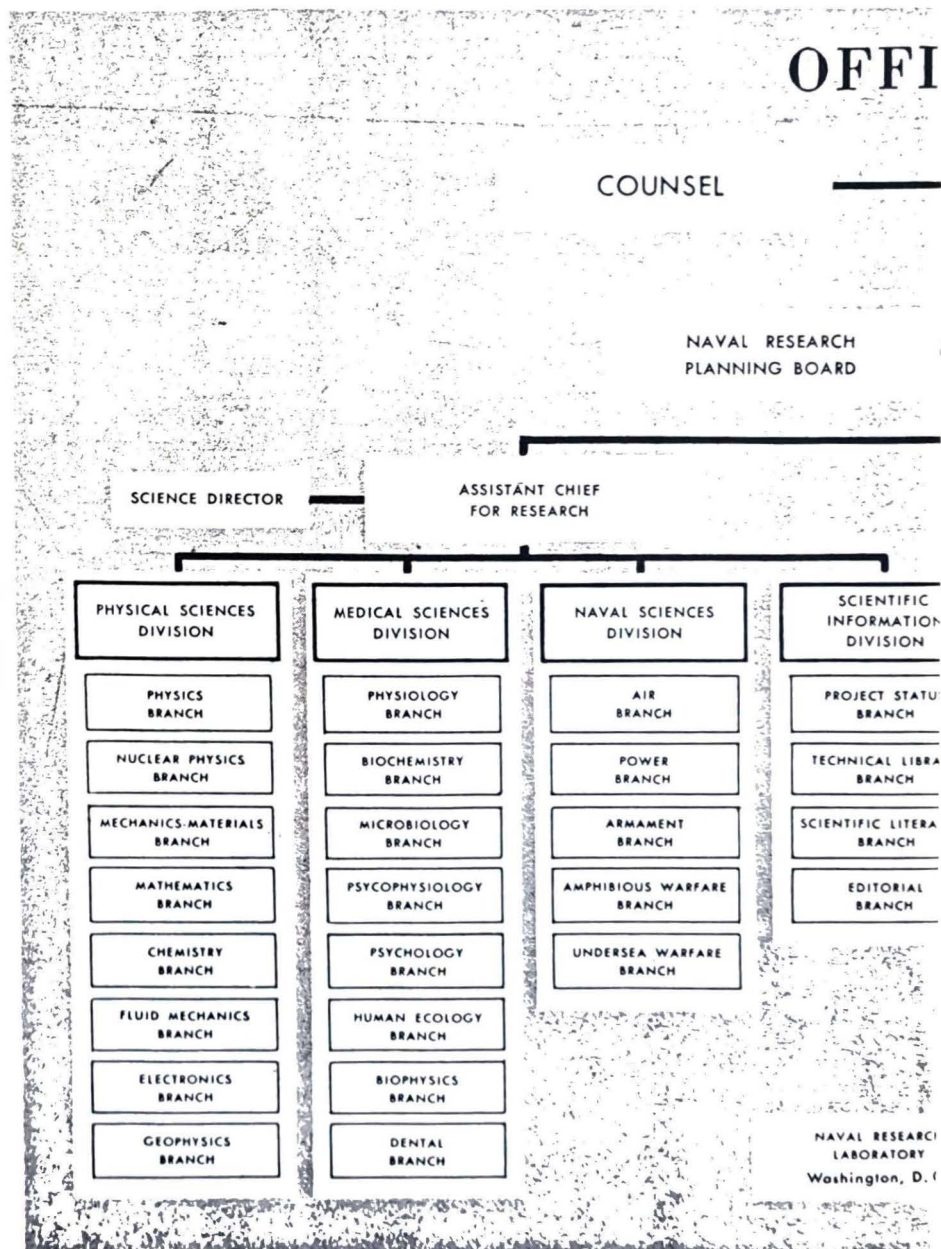 OFFI
COUNSEL
NAVAL RESEARCH
PLANNING BOARD
SCIENCE DIRECTOR
ASSISTANT CHIEF
FOR RESEARCH
PHYSICAL SCIENCES
DIVISION
PHYSICS
BRANCH
NUCLEAR PHYSICS
BRANCH
MECHANICS-MATERIALS
BRANCH
MATHEMATICS
BRANCH
CHEMISTRY
BRANCH
FLUID MECHANICS
BRANCH
ELECTRONICS
BRANCH
GEOPHYSICS
BRANCH
MEDICAL SCIENCES
DIVISION
PHYSIOLOGY
BRANCH
BIOCHEMISTRY
BRANCH
MICROBIOLOGY
BRANCH
PSYCOPHYSIOLOGY
BRANCH
PSYCHOLOGY
BRANCH
HUMAN ECOLOGY
BRANCH
BIOPHYSICS
BRANCH
DENTAL
BRANCH
NAVAL SCIENCES
DIVISION
AIR
BRANCH
POWER
BRANCH
ARMAMENT
BRANCH
AMPHIBIOUS WARFARE
BRANCH
UNDERSEA WARFARE
BRANCH
SCIENTIFIC
INFORMATION
DIVISION
PROJECT STATU
BRANCH
TECHNICAL LIBRA
BRANCH
SCIENTIFIC LITERA
BRANCH
EDITORIAL
BRANCH
NAVAL RESEARC
LABORATORY
Washington, D.